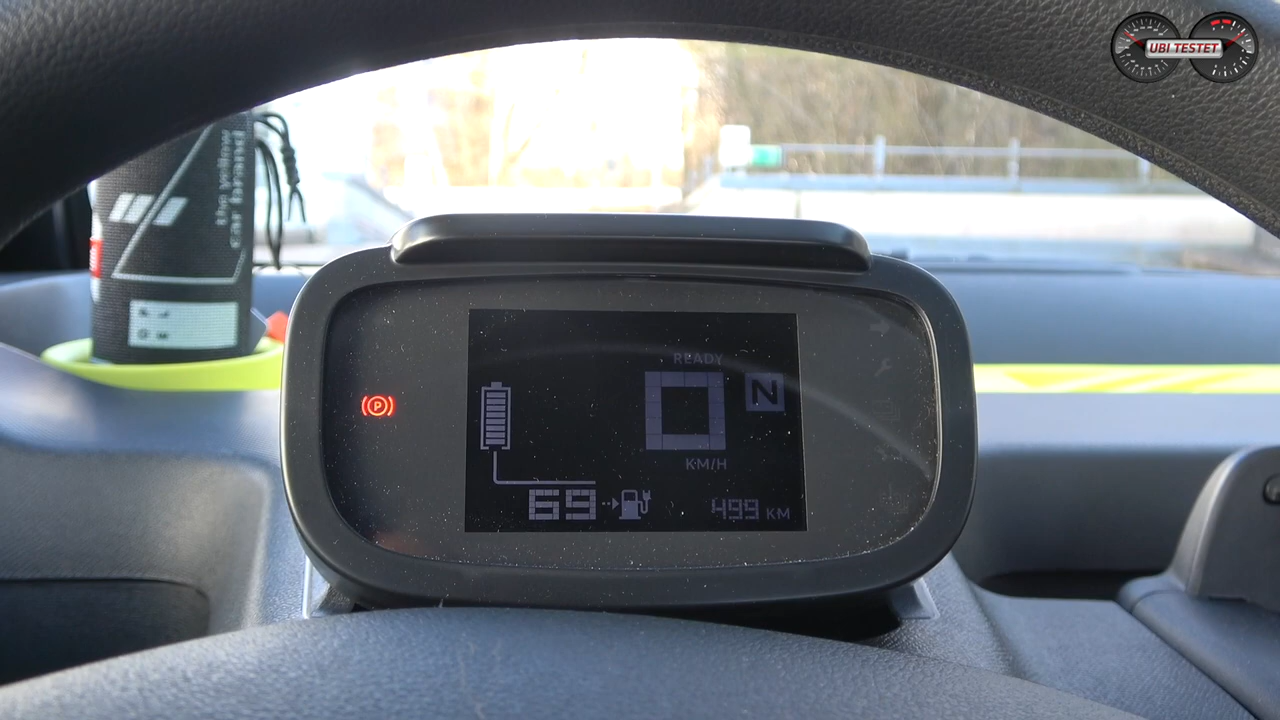 UBI TESTET
the yellow
car brand
P
READY
0
N
KM/H
69
499 KM